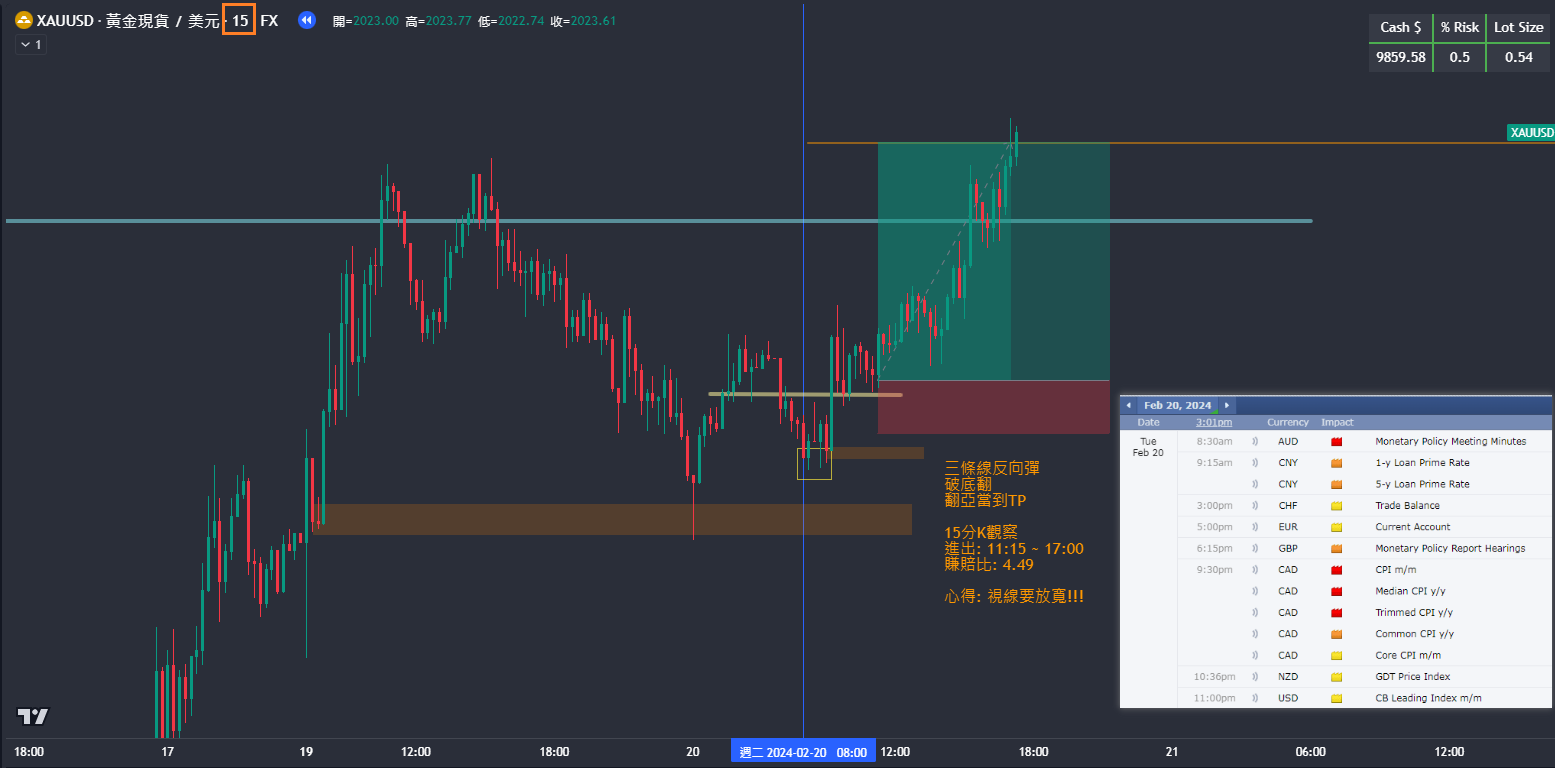 XAUUSD · 黃金現貨 / 美元 · 15 FX 開=2023.00 高=2023.77 低=2022.74 收=2023.61
1
Cash $ % Risk Lot Size
9859.58 0.5 0.54
XAUUSD
三條線反向彈
破底翻
翻亞當到TP
15分K觀察
進出: 11:15 ~ 17:00
賺賠比: 4.49
心得: 視線要放寬!!!
Feb 20, 2024
Date 3:01pm Currency Impact
Tue
Feb 20
8:30am AUD Monetary Policy Meeting Minutes
9:15am CNY 1-y Loan Prime Rate
CNY 5-y Loan Prime Rate
3:00pm CHF Trade Balance
5:00pm EUR Current Account
6:15pm GBP Monetary Policy Report Hearings
9:30pm CAD CPI m/m
CAD Median CPI y/y
CAD Trimmed CPI y/y
CAD Common CPI y/y
CAD Core CPI m/m
10:36pm NZD GDT Price Index
11:00pm USD CB Leading Index m/m
18:00 17 19 12:00 18:00 20 週二 2024-02-20 08:00 12:00 18:00 21 06:00 12:00